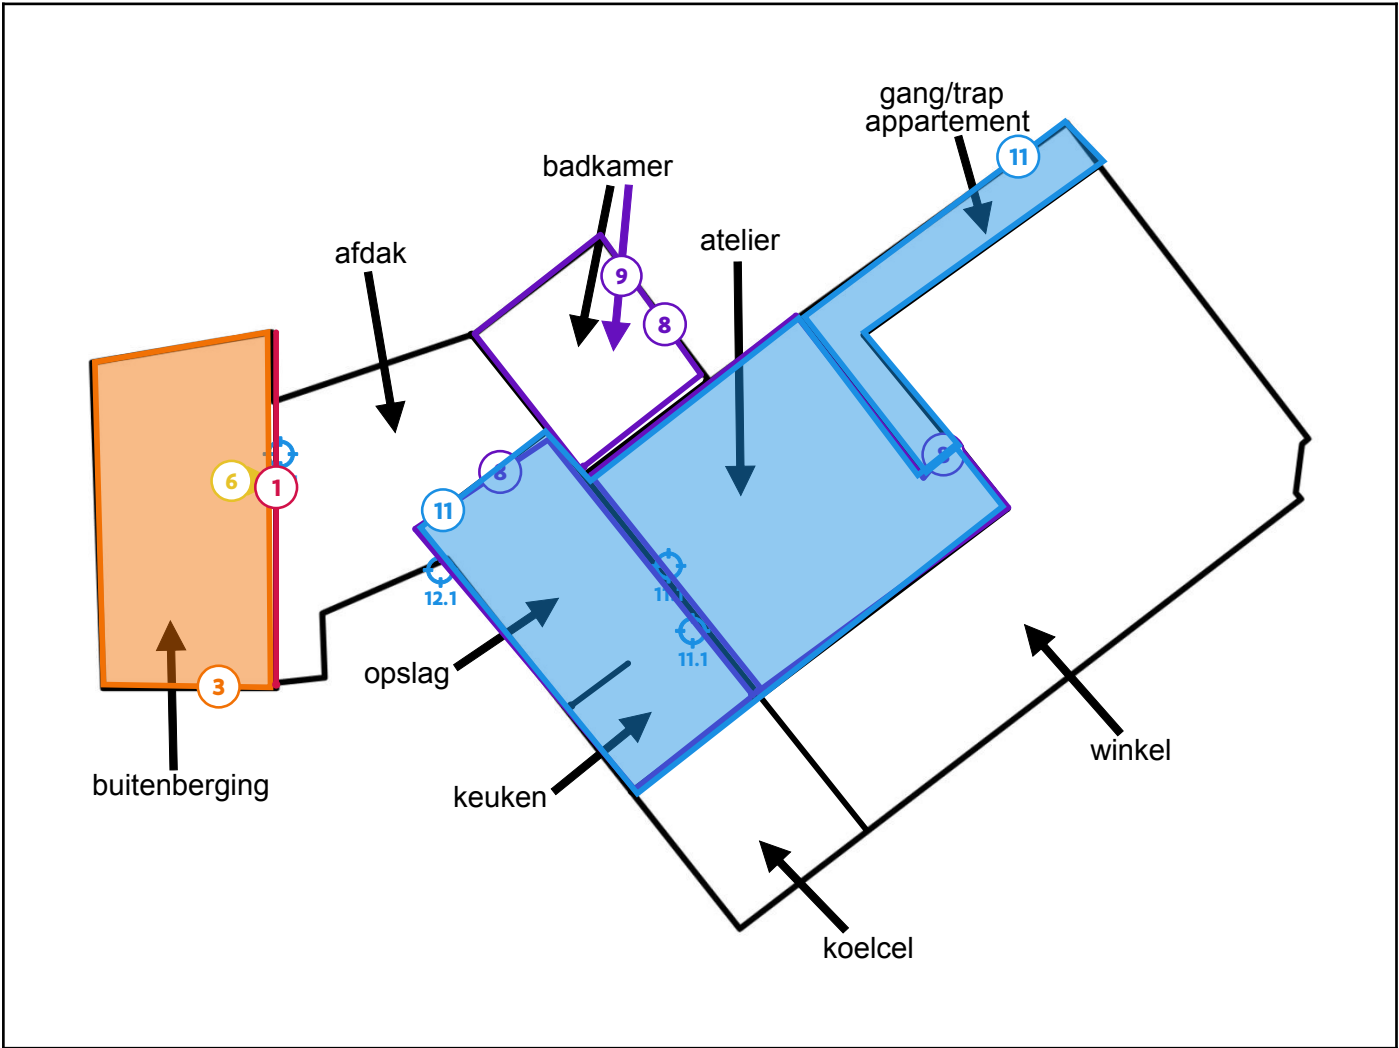 gang/trap
appartement
11
badkamer
atelier
afdak
9
8
6
1
8
8
11
12.1
11.1
11.1
opslag
3
winkel
buitenberging
keuken
koelcel